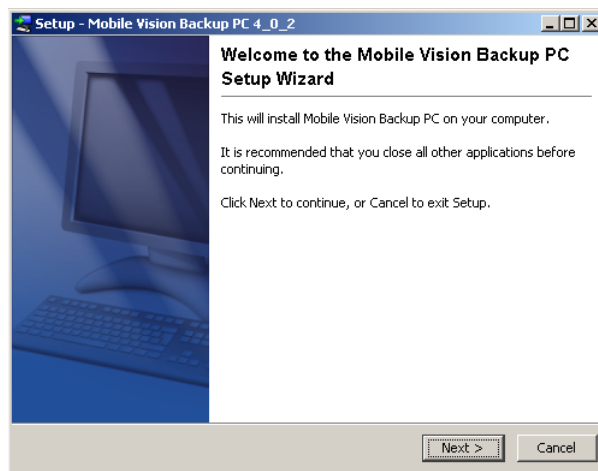 Setup - Mobile Vision Backup PC 4_0_2
Welcome to the Mobile Vision Backup PC
Setup Wizard
This will install Mobile Vision Backup PC on your computer.
It is recommended that you close all other applications before
continuing.
Click Next to continue, or Cancel to exit Setup.
Next >
Cancel